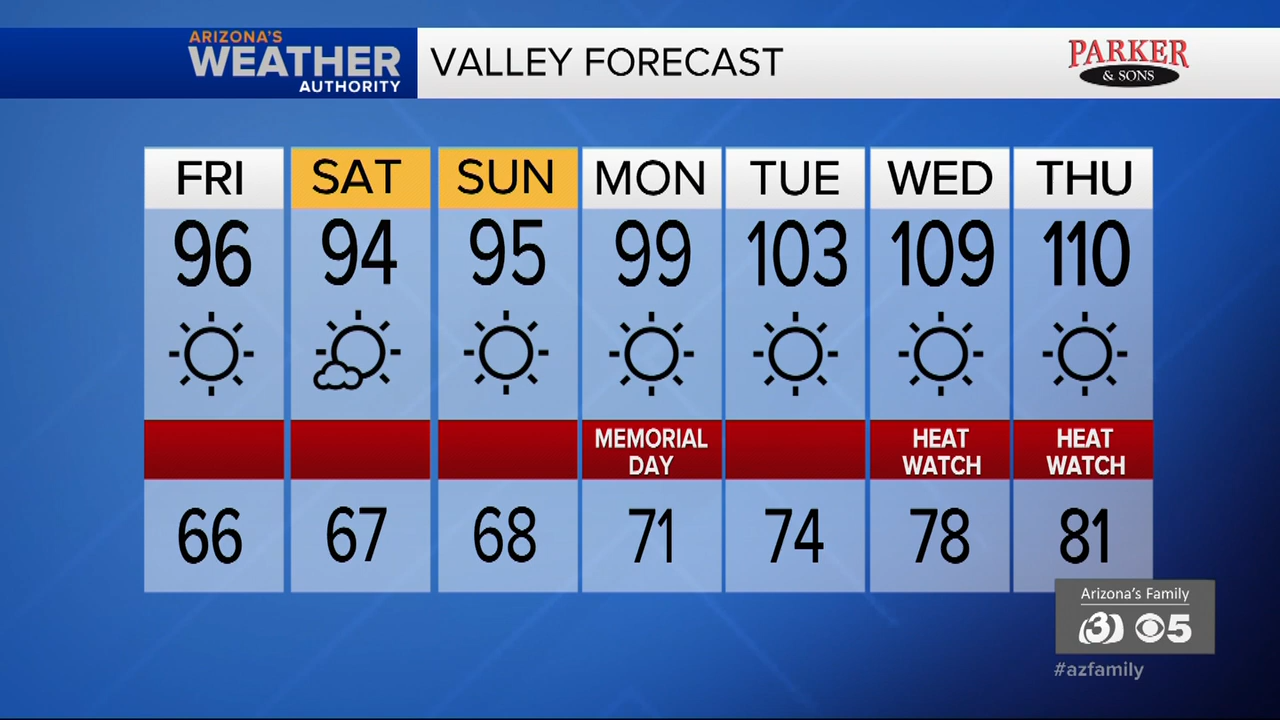 ARIZONA'S
WEATHER
AUTHORITY
VALLEY FORECAST
PARKER
& SONS
FRI SAT SUN MON TUE WED THU
96 94 95 99 103 109 110
MEMORIAL DAY
HEAT WATCH
HEAT WATCH
66 67 68 71 74 78 81
Arizona's Family
3 5
#azfamily